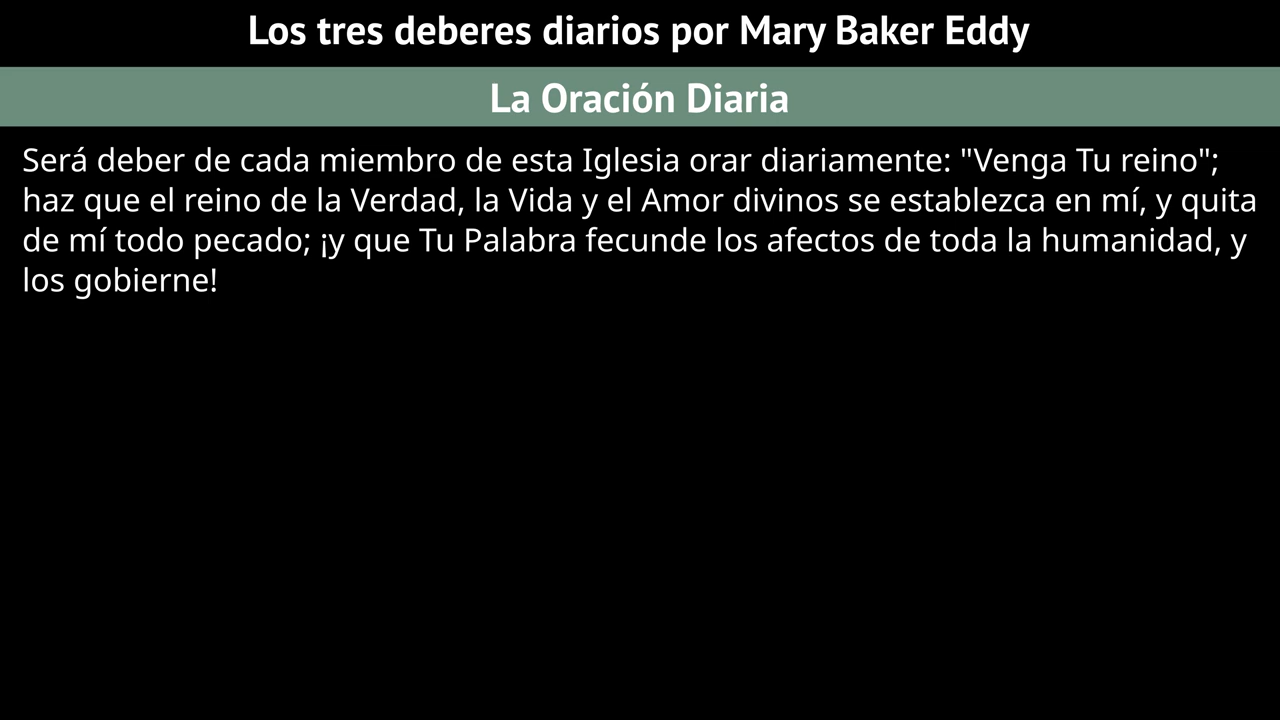 Los tres deberes diarios por Mary Baker Eddy
La Oración Diaria
Será deber de cada miembro de esta Iglesia orar diariamente: "Venga Tu reino";
haz que el reino de la Verdad, la Vida y el Amor divinos se establezca en mí, y quita
de mí todo pecado; ¡y que Tu Palabra fecunde los afectos de toda la humanidad, y
los gobierne!